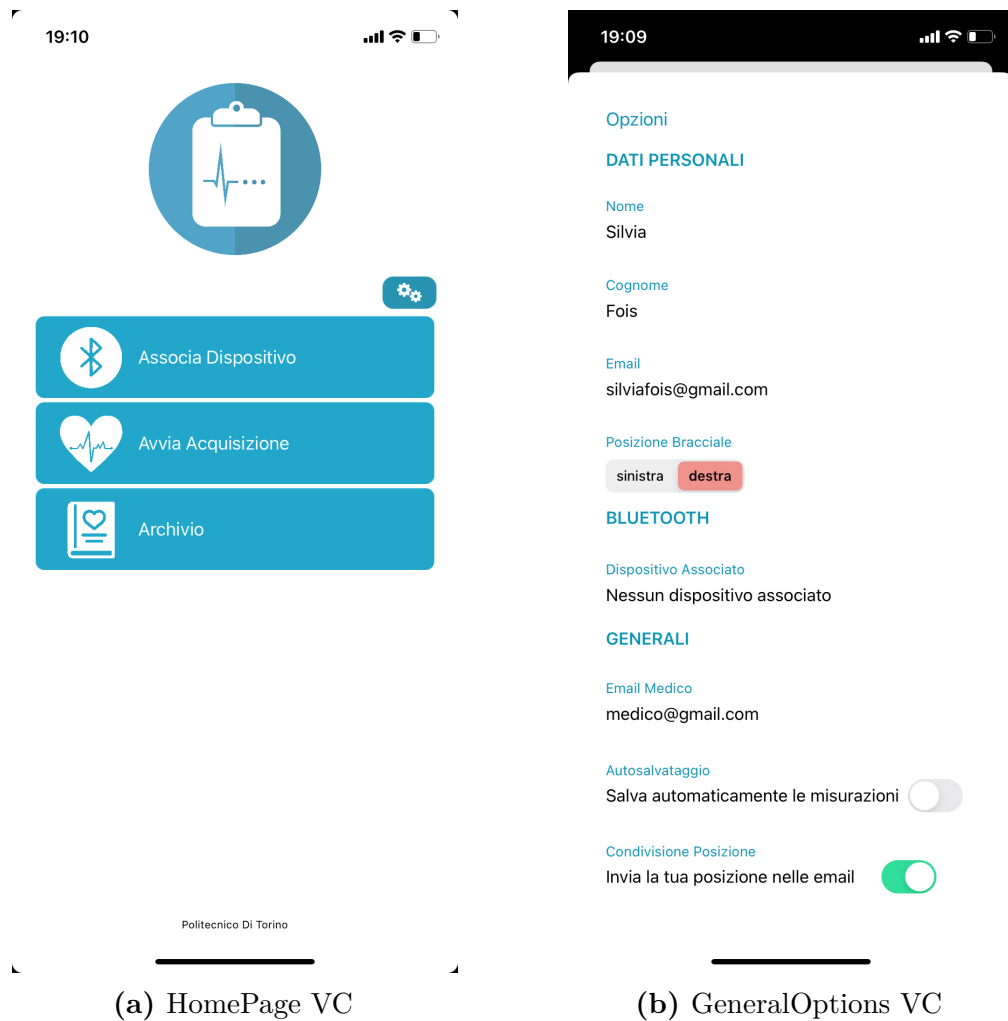 19:10
Associa Dispositivo
Avvia Acquisizione
Archivio
Politecnico Di Torino
(a) HomePage VC
19:09
Opzioni
DATI PERSONALI
Nome
Silvia
Cognome
Fois
Email
silviafois@gmail.com
Posizione Bracciale
sinistra destra
BLUETOOTH
Dispositivo Associato
Nessun dispositivo associato
GENERALI
Email Medico
medico@gmail.com
Autosalvataggio
Salva automaticamente le misurazioni
Condivisione Posizione
Invia la tua posizione nelle email
(b) GeneralOptions VC